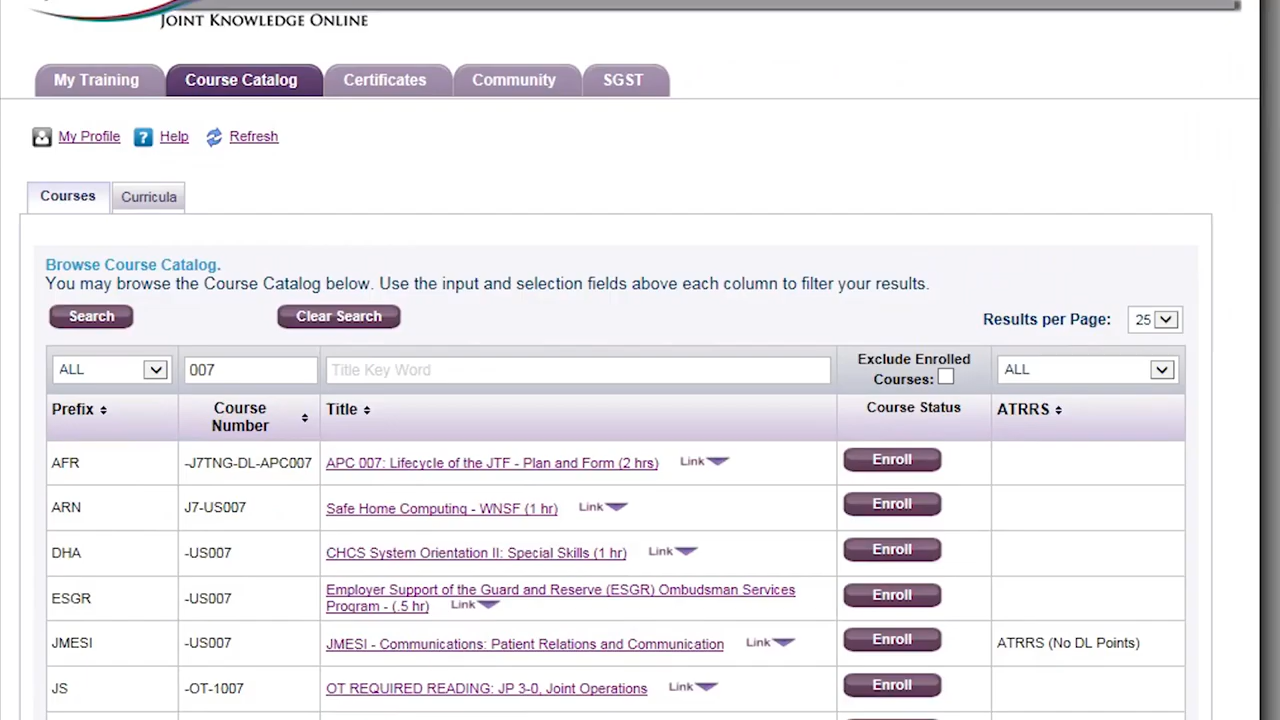 JOINT KNOWLEDGE ONLINE
My Training Course Catalog Certificates Community SGST
My Profile ? Help Refresh
Courses Curricula
Browse Course Catalog.
You may browse the Course Catalog below. Use the input and selection fields above each column to filter your results.
Search Clear Search
Results per Page: 25
ALL 007 Title Key Word Exclude Enrolled Courses: ALL
Prefix Course Number Title Course Status ATRRS
AFR -J7TNG-DL-APC007 APC 007: Lifecycle of the JTF - Plan and Form (2 hrs) Link Enroll
ARN J7-US007 Safe Home Computing - WNSF (1 hr) Link Enroll
DHA -US007 CHCS System Orientation II: Special Skills (1 hr) Link Enroll
ESGR -US007 Employer Support of the Guard and Reserve (ESGR) Ombudsman Services
Program - (.5 hr) Link Enroll
JMESI -US007 JMESI - Communications: Patient Relations and Communication Link Enroll ATRRS (No DL Points)
JS -OT-1007 OT REQUIRED READING: JP 3-0, Joint Operations Link Enroll